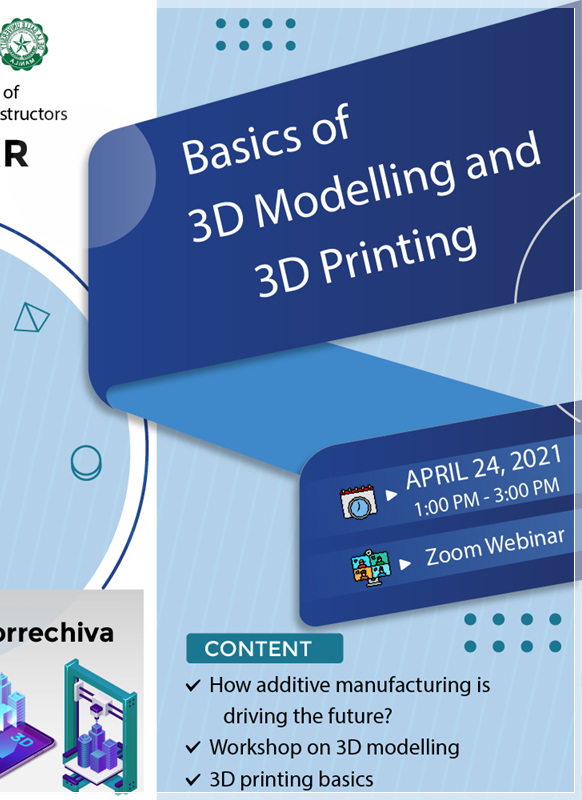 of
structors
R
Basics of
3D Modelling and
3D Printing
APRIL 24, 2021
1:00 PM - 3:00 PM
Zoom Webinar
orrechiva
3D
CONTENT
How additive manufacturing is
driving the future?
Workshop on 3D modelling
3D printing basics